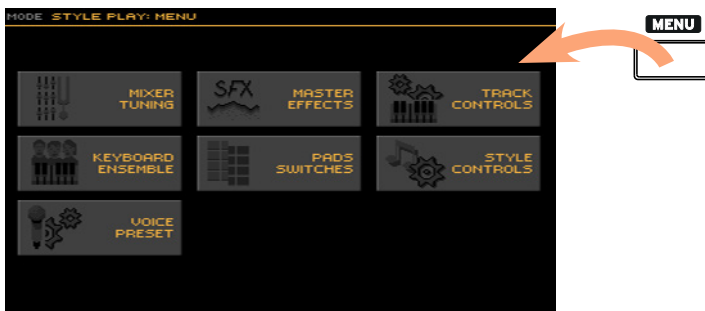 MODE STYLE PLAY: MENU
MENU
MIXER
TUNING
SFX
MASTER
EFFECTS
TRACK
CONTROLS
KEYBOARD
ENSEMBLE
PADS
SWITCHES
STYLE
CONTROLS
VOICE
PRESET